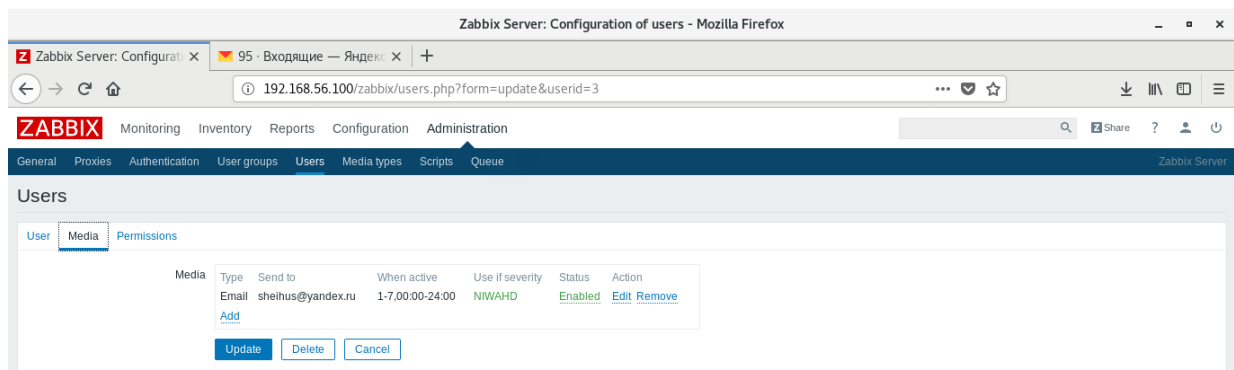 Zabbix Server: Configuration of users - Mozilla Firefox
Zabbix Server: Configurati 95 · Входящие — Яндекс
192.168.56.100/zabbix/users.php?form=update&userid=3
ZABBIX Monitoring Inventory Reports Configuration Administration Z Share ?
General Proxies Authentication User groups Users Media types Scripts Queue Zabbix Server
Users
User Media Permissions
Media Type Send to When active Use if severity Status Action
Email sheihus@yandex.ru 1-7,00:00-24:00 NIWAHD Enabled Edit Remove
Add
Update Delete Cancel